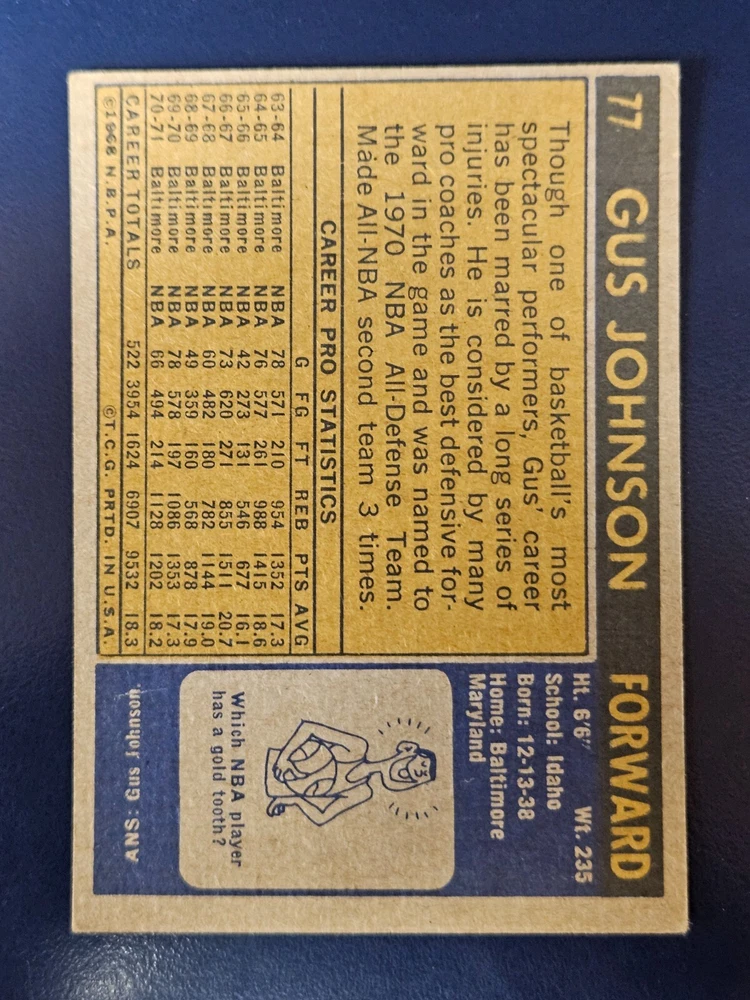 77 GUS JOHNSON FORWARD
Though one of basketball's most
spectacular performers, Gus' career
has been marred by a long series of
injuries. He is considered by many
pro coaches as the best defensive for-
ward in the game and was named to
the 1970 NBA All-Defense Team.
Made All-NBA second team 3 times.
CAREER PRO STATISTICS
G FG FT REB PTS AVG
63-64 Baltimore NBA 78 571 210 954 1352 17.3
64-65 Baltimore NBA 76 577 261 988 1415 18.6
65-66 Baltimore NBA 42 273 131 546 677 16.1
66-67 Baltimore NBA 73 620 271 855 1511 20.7
67-68 Baltimore NBA 60 482 180 782 1144 19.0
68-69 Baltimore NBA 49 359 160 568 878 17.9
69-70 Baltimore NBA 78 578 197 1086 1353 17.3
70-71 Baltimore NBA 66 494 214 1128 1202 18.2
CAREER TOTALS 522 3954 1624 6907 9532 18.3
©1968 N.B.P.A. ©T.C.G. PRTD. IN U.S.A.
Ht. 6'6" Wt. 235
School: Idaho
Born: 12-13-38
Home: Baltimore
Maryland
Which NBA player
has a gold tooth?
ANS: Gus Johnson.